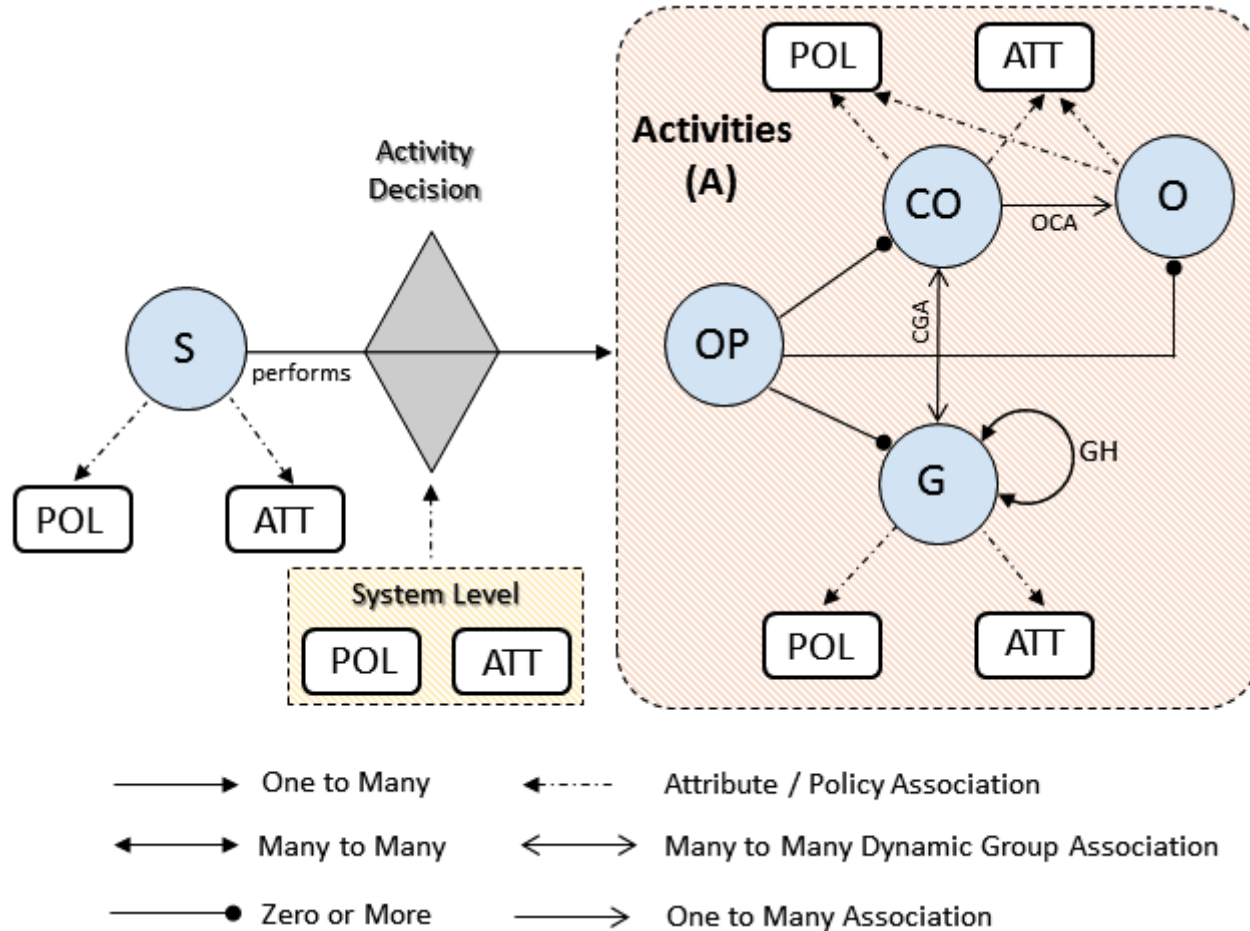 POL
ATT
Activities
(A)
Activity
Decision
CO
O
OCA
S
performs
OP
CGA
G
GH
POL
ATT
System Level
POL
ATT
POL
ATT
One to Many
Attribute / Policy Association
Many to Many
Many to Many Dynamic Group Association
Zero or More
One to Many Association